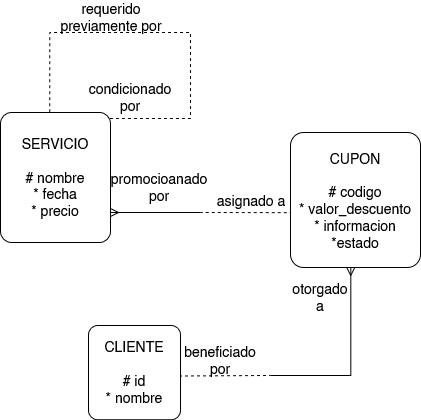 requerido
previamente por
condicionado
por
SERVICIO
# nombre
* fecha
* precio
promocioanado
por
asignado a
CUPON
# codigo
* valor_descuento
* informacion
*estado
otorgado
a
CLIENTE
# id
* nombre
beneficiado
por